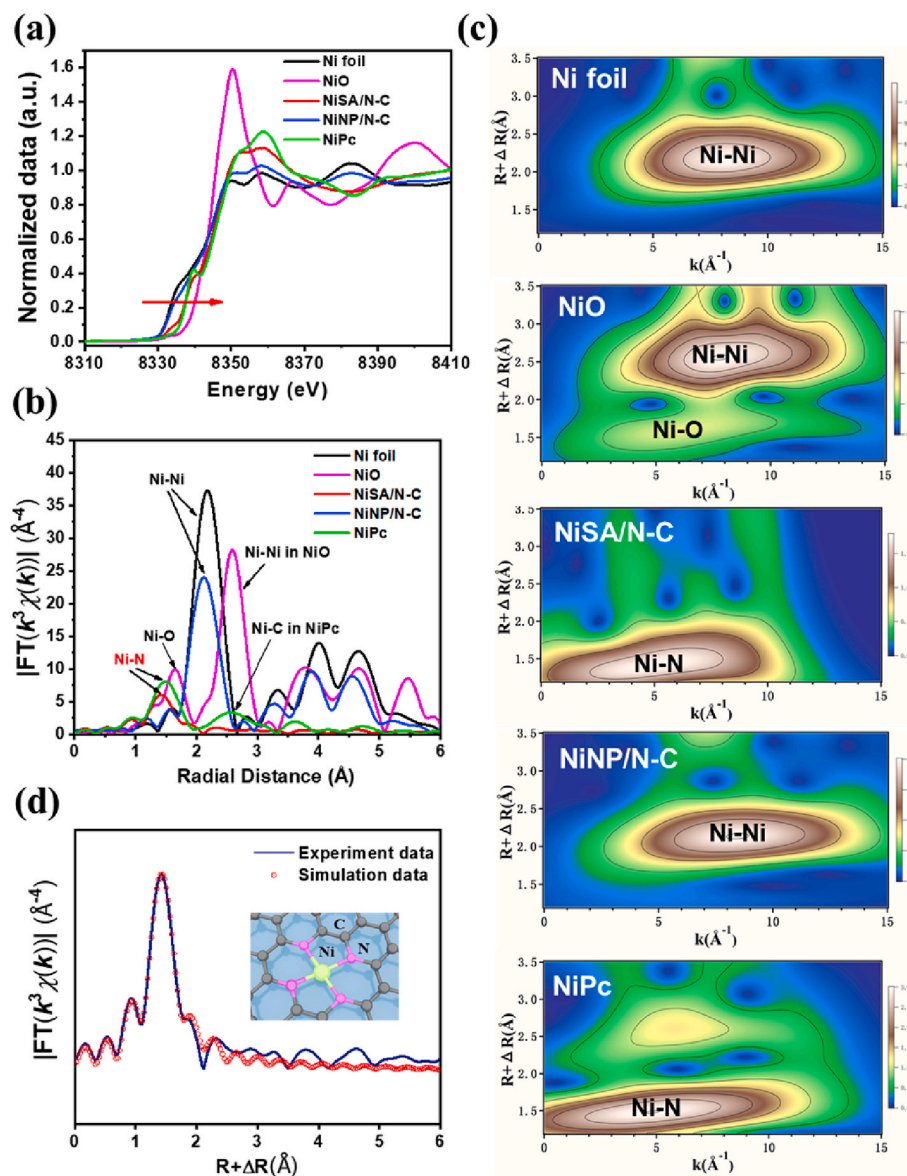 (a)
Normalized data (a.u.)
1.6
1.4
1.2
1.0
0.8
0.6
0.4
0.2
0.0
Ni foil
NiO
NiSA/N-C
NiNP/N-C
NiPc
8310
8330
8350
8370
8390
8410
Energy (eV)
(b)
|FT(k³ χ(k))| (Å-4)
45
40
35
30
25
20
15
10
5
0
Ni foil
NiO
NiSA/N-C
NiNP/N-C
NiPc
Ni-Ni
Ni-Ni in NiO
Ni-C in NiPc
Ni-O
Ni-N
0
1
2
3
4
5
6
Radial Distance (Å)
(d)
|FT(k³ χ(k))| (Å-4)
Experiment data
Simulation data
C
Ni
N
0
1
2
3
4
5
6
R+ΔR(Å)
(c)
Ni foil
Ni-Ni
R+Δ R(Å)
3.5
3.0
2.5
2.0
1.5
0
5
10
15
k(Å⁻¹)
NiO
Ni-Ni
Ni-O
R+Δ R(Å)
3.5
3.0
2.5
2.0
1.5
0
5
10
15
k(Å⁻¹)
NiSA/N-C
Ni-N
R+Δ R(Å)
3.5
3.0
2.5
2.0
1.5
0
5
10
15
k(Å⁻¹)
NiNP/N-C
Ni-Ni
R+Δ R(Å)
3.5
3.0
2.5
2.0
1.5
0
5
10
15
k(Å⁻¹)
NiPc
Ni-N
R+Δ R(Å)
3.5
3.0
2.5
2.0
1.5
0
5
10
15
k(Å⁻¹)